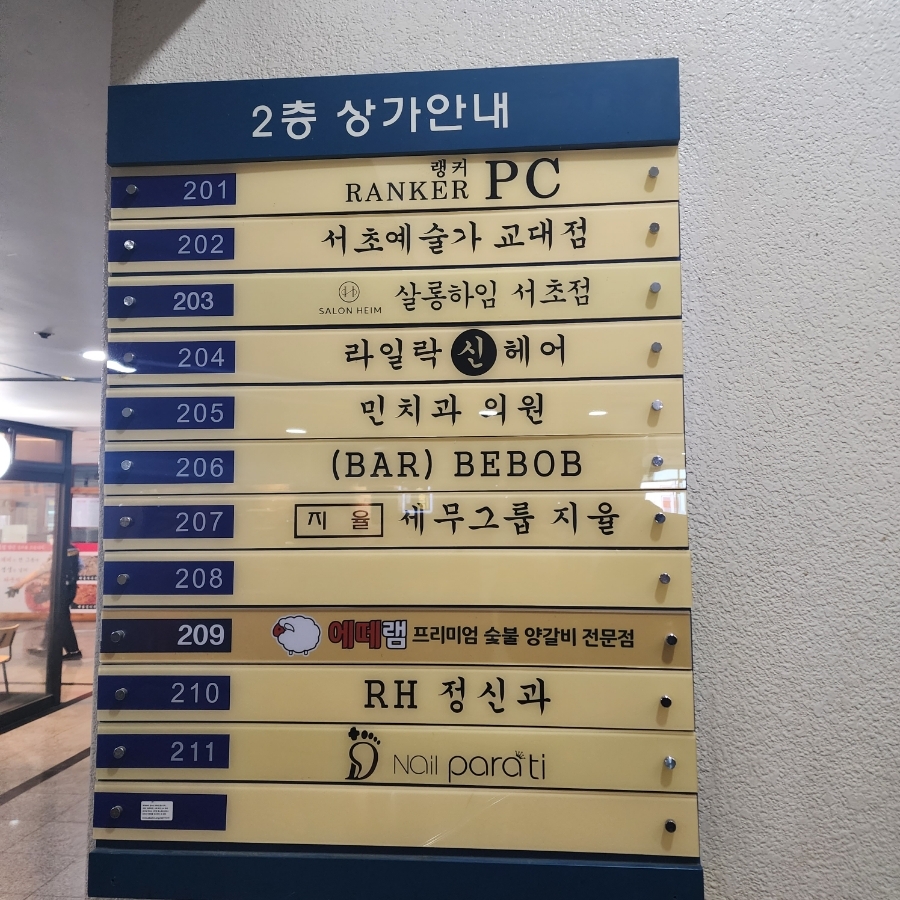 2층 상가안내
201 랭커 RANKER PC
202 서초예술가 교대점
203 SALON HEIM 살롱하임 서초점
204 라일락 신 헤어
205 민치과 의원
206 (BAR) BEBOB
207 지율 세무그룹 지율
208
209 에떼램 프리미엄 숯불 양갈비 전문점
210 RH 정신과
211 Nail parati